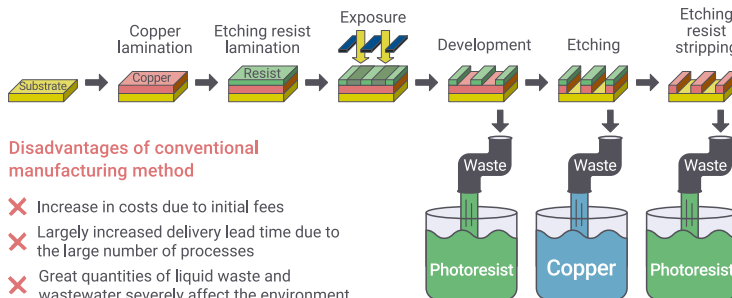 Copper
lamination
Etching resist
lamination
Exposure
Development
Etching
Etching
resist
stripping
Substrate
Copper
Resist
Disadvantages of conventional
manufacturing method
Increase in costs due to initial fees
Largely increased delivery lead time due to
the large number of processes
Great quantities of liquid waste and
wastewater severely affect the environment
Waste
Waste
Waste
Photoresist
Copper
Photoresist